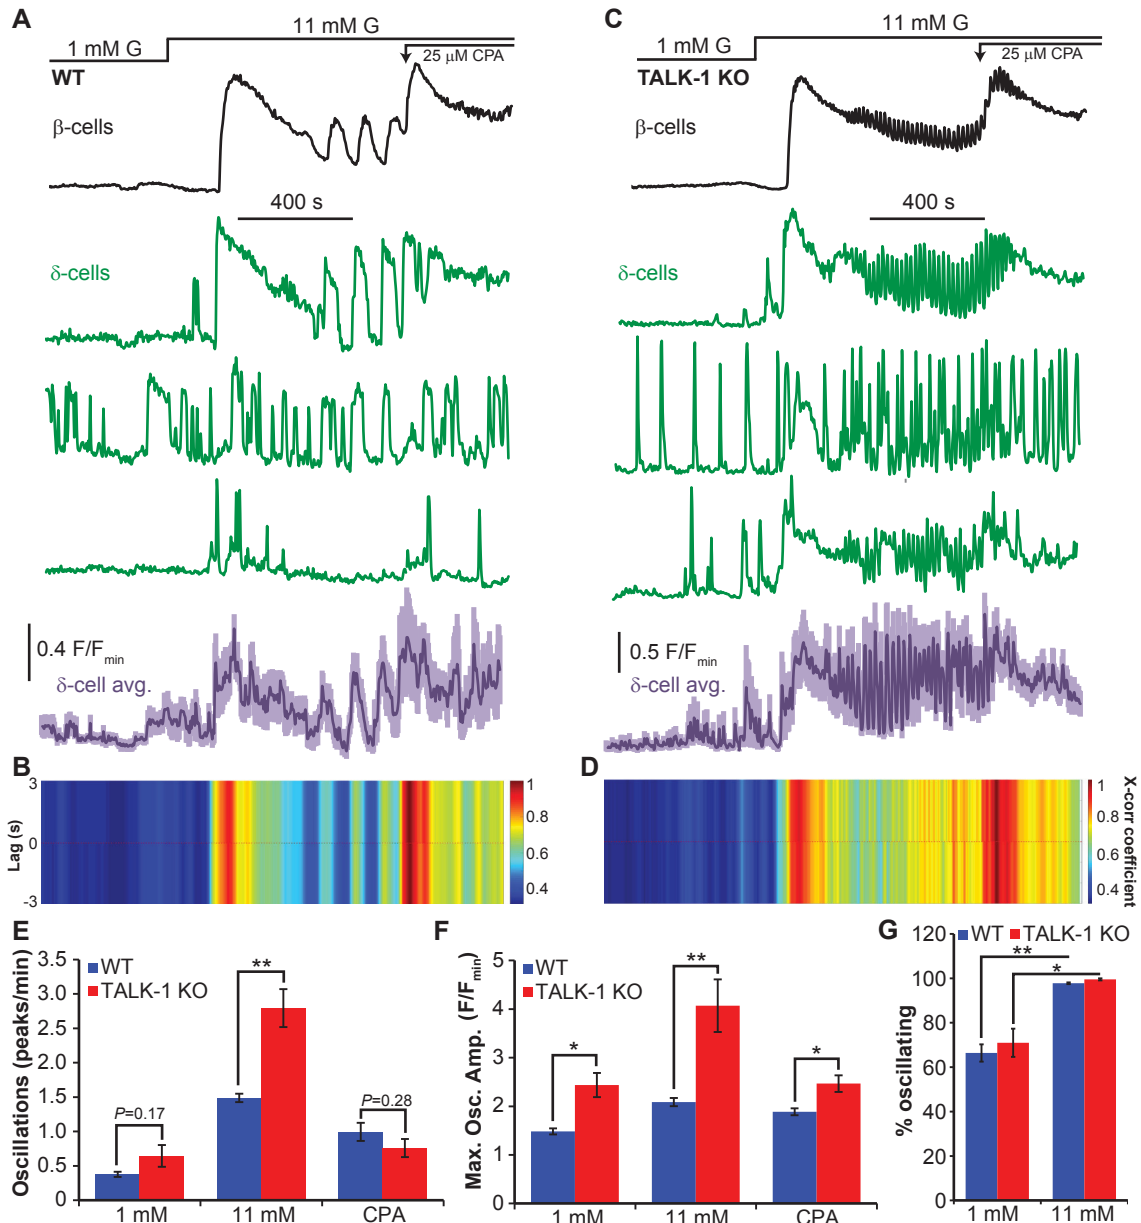 A
11 mM G
1 mM G
25 μM CPA
WT
β-cells
400 s
δ-cells
0.4 F/Fmin
δ-cell avg.
C
11 mM G
1 mM G
25 μM CPA
TALK-1 KO
β-cells
400 s
δ-cells
0.5 F/Fmin
δ-cell avg.
B
3
0
-3
Lag (s)
1
0.8
0.6
0.4
D
1
0.8
0.6
0.4
X-corr coefficient
E
Oscillations (peaks/min)
3.5
3.0
2.5
2.0
1.5
1.0
0.5
0
WT
TALK-1 KO
P=0.17
**
P=0.28
1 mM
11 mM
CPA
F
Max. Osc. Amp. (F/Fmin)
5
4
3
2
1
0
WT
TALK-1 KO
*
**
*
1 mM
11 mM
CPA
G
% oscillating
120
100
80
60
40
20
0
WT
TALK-1 KO
**
*
1 mM
11 mM